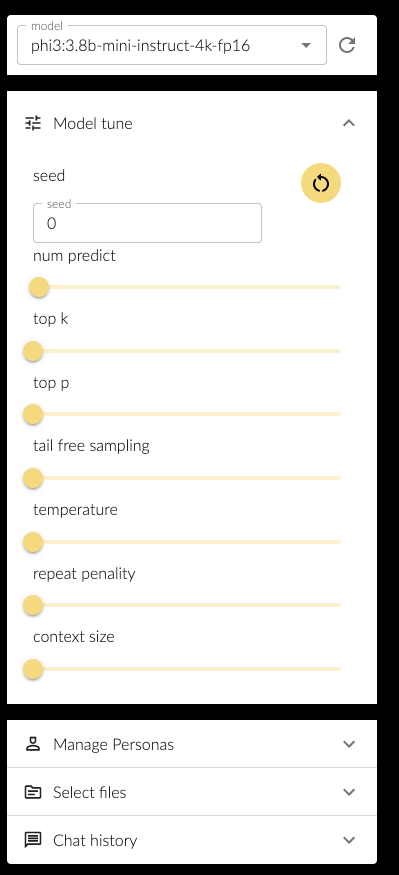 model
phi3:3.8b-mini-instruct-4k-fp16
Model tune
seed
seed
0
num predict
top k
top p
tail free sampling
temperature
repeat penality
context size
Manage Personas
Select files
Chat history